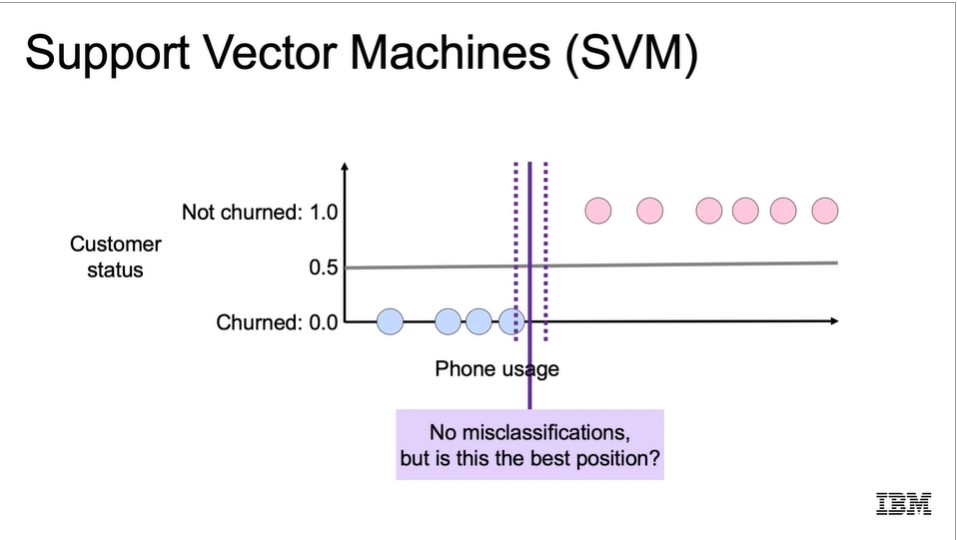 Support Vector Machines (SVM)
Not churned: 1.0
Customer
status
0.5
Churned: 0.0
Phone usage
No misclassifications,
but is this the best position?
IBM